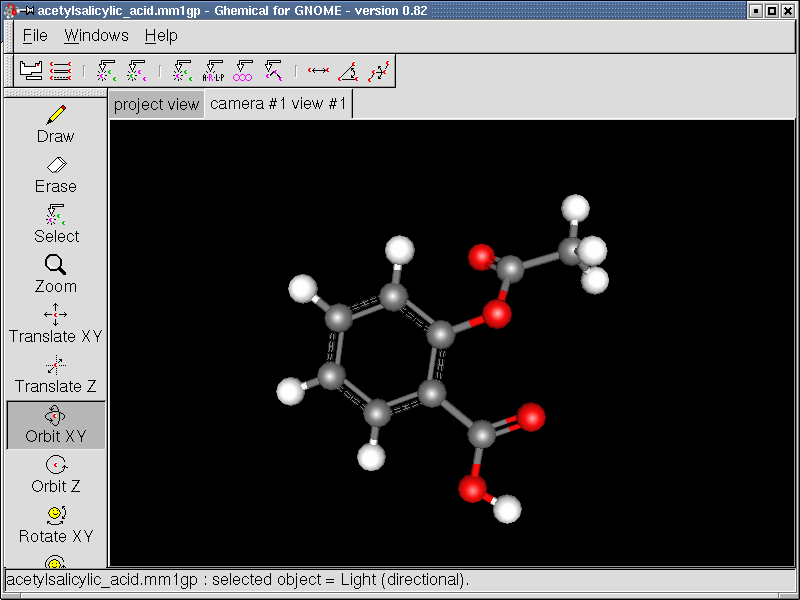 acetylsalicylic_acid.mm1gp - Ghemical for GNOME - version 0.82
File Windows Help
A·R·L·P
project view camera #1 view #1
Draw
Erase
Select
Zoom
Translate XY
Translate Z
Orbit XY
Orbit Z
Rotate XY
acetylsalicylic_acid.mm1gp : selected object = Light (directional).